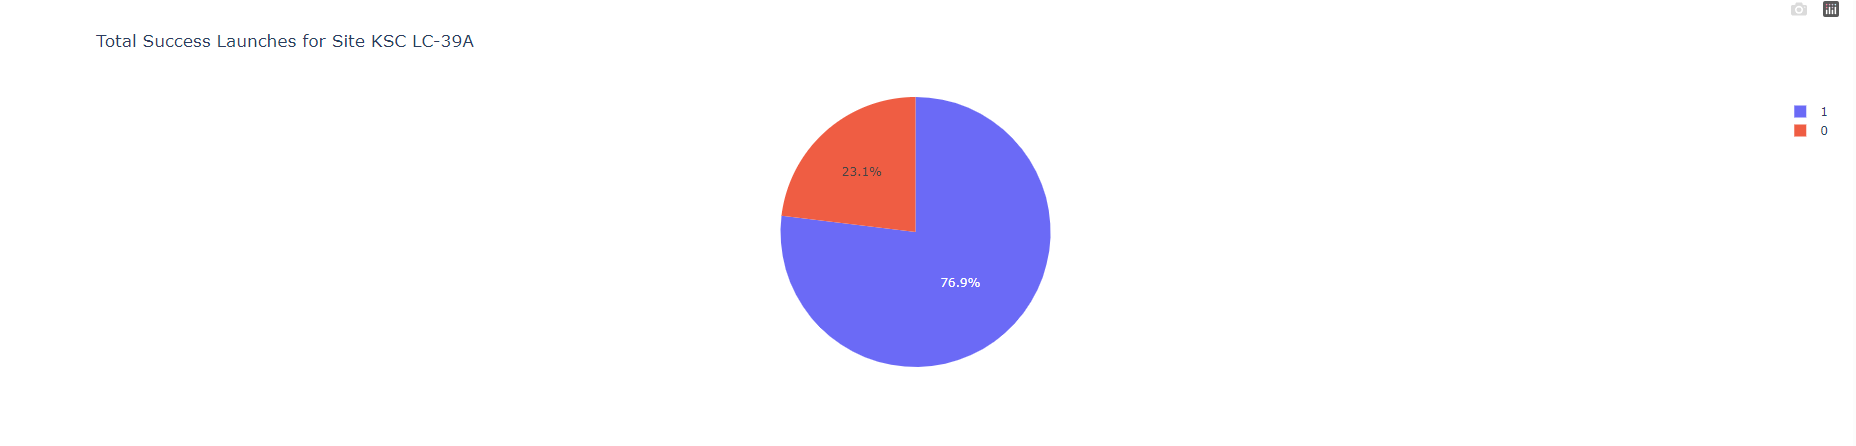 Total Success Launches for Site KSC LC-39A
1
0
23.1%
76.9%